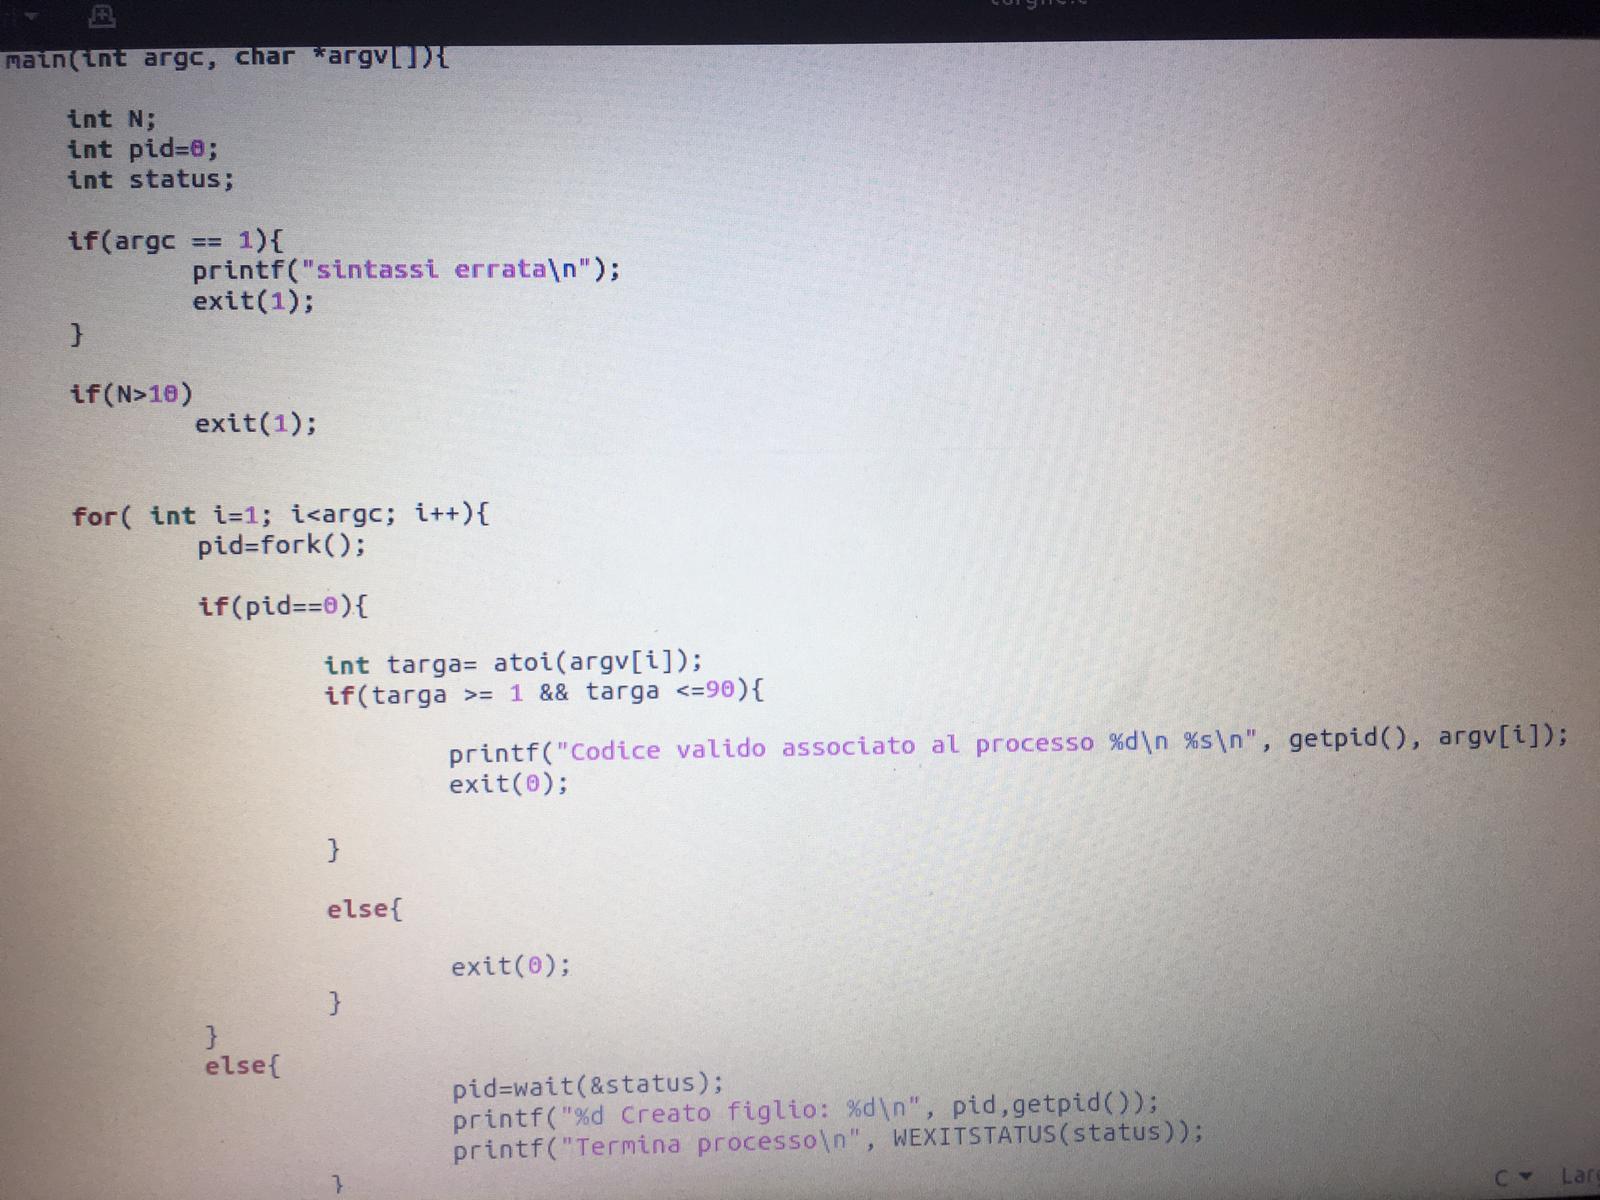 main(int argc, char *argv[]){
int N;
int pid=0;
int status;
if(argc == 1){
printf("sintassi errata\n");
exit(1);
}
if(N>10)
exit(1);
for( int i=1; i<argc; i++){
pid=fork();
if(pid==0){
int targa= atoi(argv[i]);
if(targa >= 1 && targa <=90){
printf("Codice valido associato al processo %d\n %s\n", getpid(), argv[i]);
exit(0);
}
else{
exit(0);
}
}
else{
pid=wait(&status);
printf("%d Creato figlio: %d\n", pid,getpid());
printf("Termina processo\n", WEXITSTATUS(status));
}
C